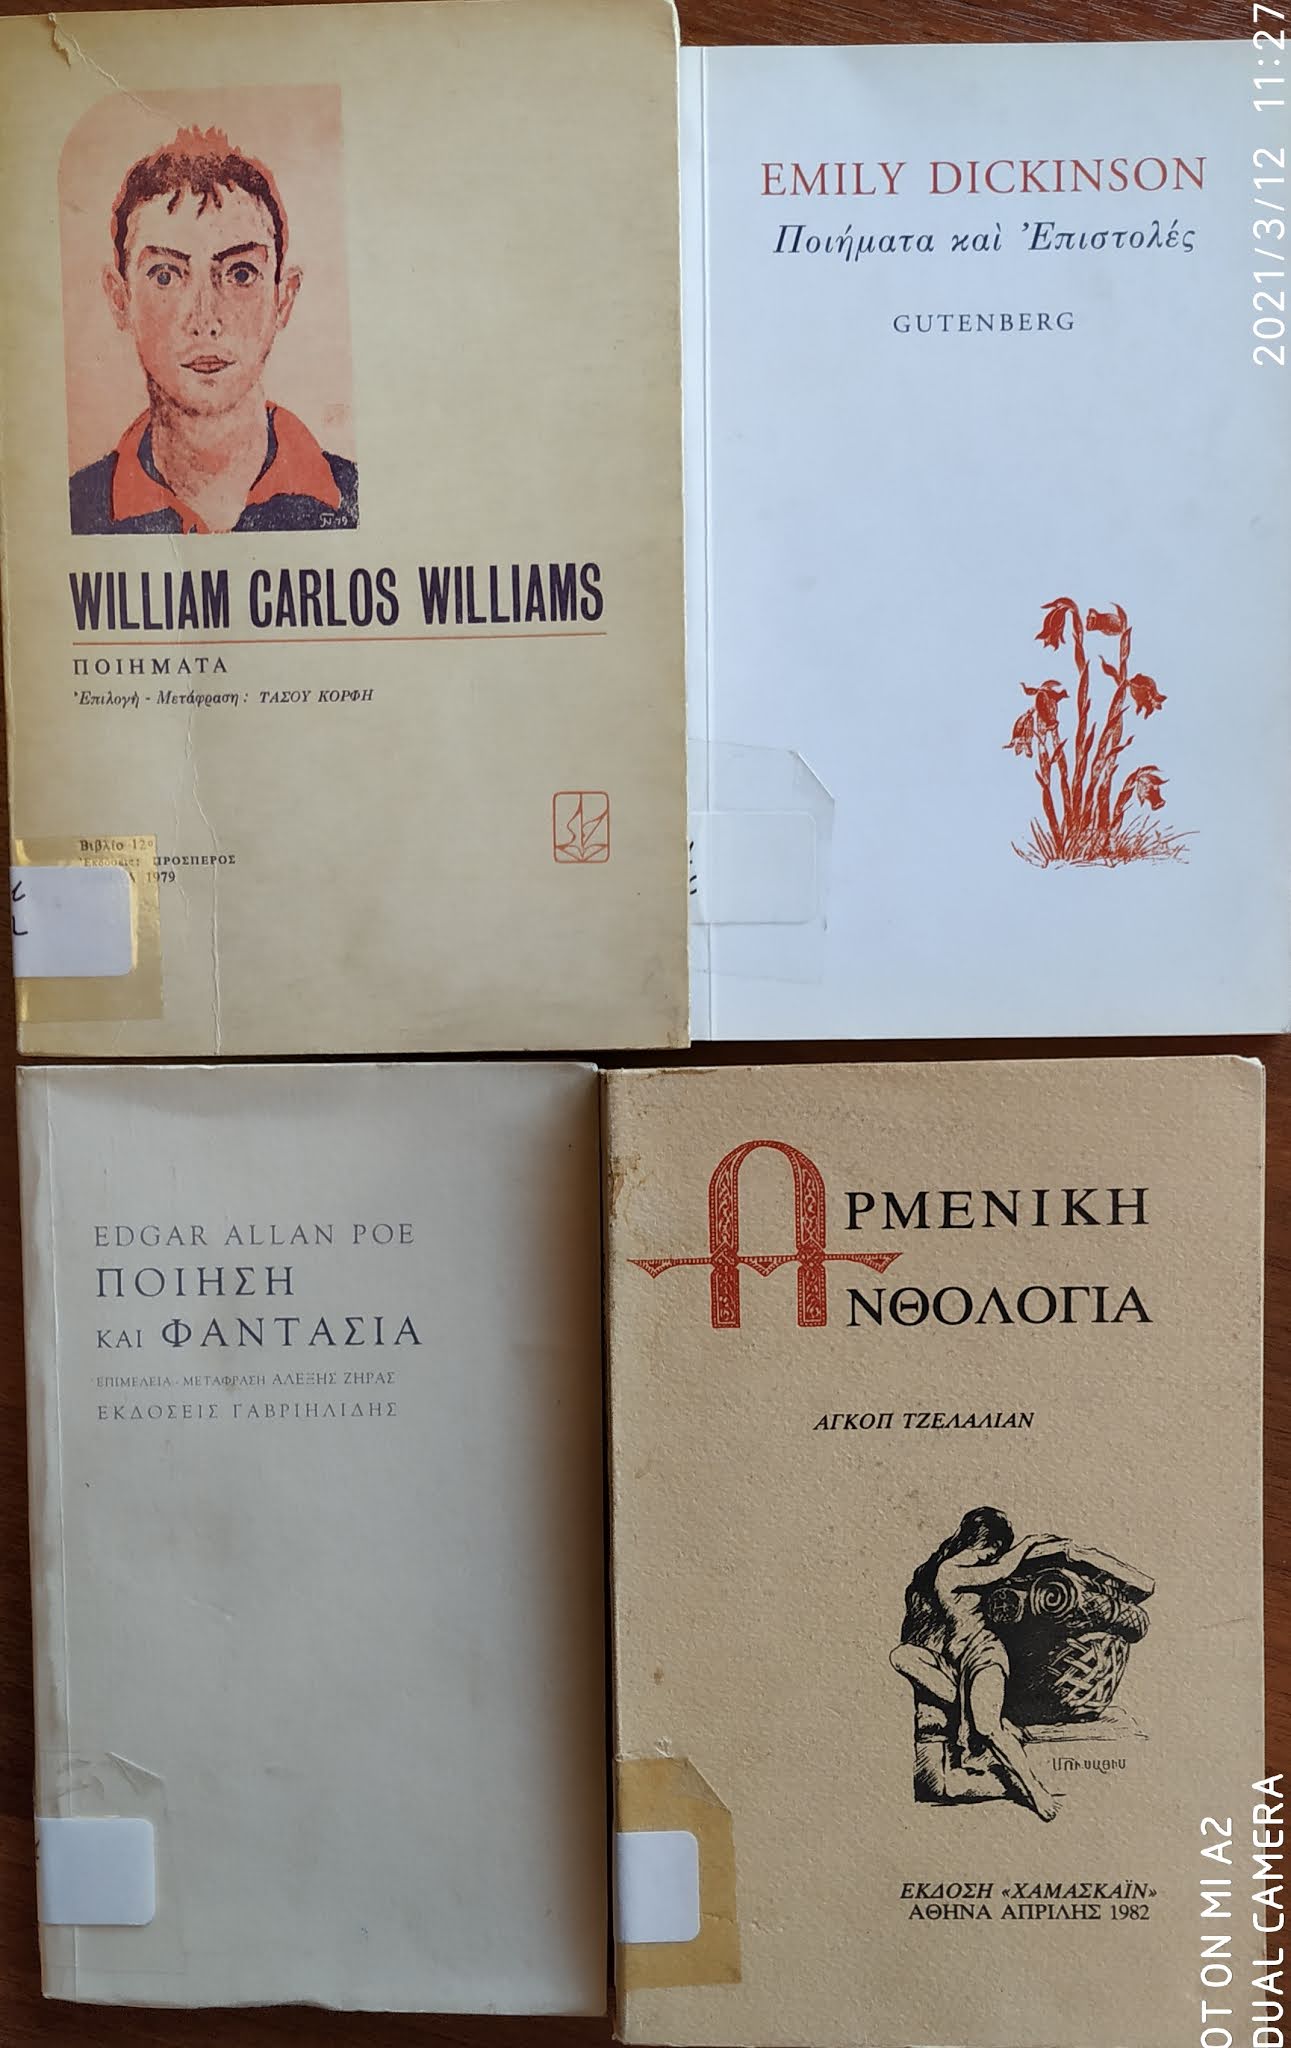 WILLIAM CARLOS WILLIAMS
ΠΟΙΗΜΑΤΑ
Ἐπιλογὴ - Μετάφραση: ΤΑΣΟΥ ΚΟΡΦΗ
Βιβλίο 12ο
Ἐκδόσεις: ΠΡΟΣΠΕΡΟΣ
1979
EMILY DICKINSON
Ποιήματα καὶ Ἐπιστολές
GUTENBERG
EDGAR ALLAN POE
ΠΟΙΗΣΗ
ΚΑΙ ΦΑΝΤΑΣΙΑ
ΕΠΙΜΕΛΕΙΑ - ΜΕΤΑΦΡΑΣΗ ΑΛΕΞΗΣ ΖΗΡΑΣ
ΕΚΔΟΣΕΙΣ ΓΑΒΡΙΗΛΙΔΗΣ
ΑΡΜΕΝΙΚΗ
ΑΝΘΟΛΟΓΙΑ
ΑΓΚΟΠ ΤΖΕΛΑΛΙΑΝ
ΕΚΔΟΣΗ «ΧΑΜΑΣΚΑΪΝ»
ΑΘΗΝΑ ΑΠΡΙΛΗΣ 1982
2021/3/12 11:27
OT ON MI A2
DUAL CAMERA